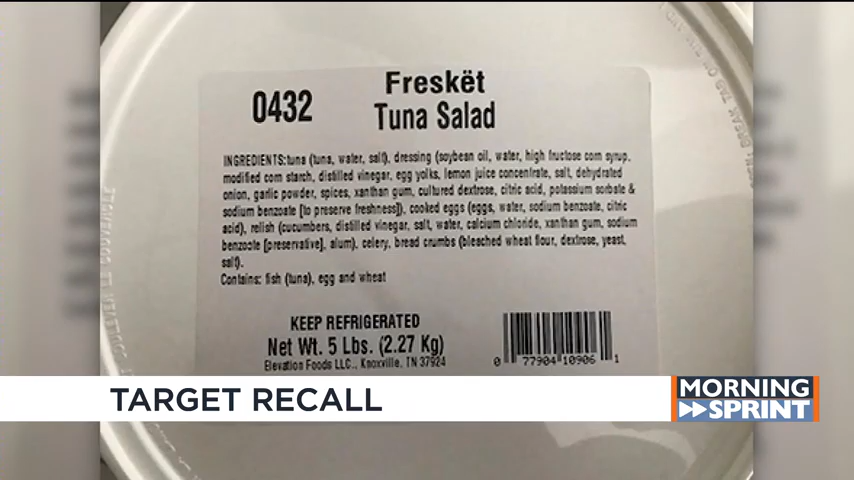 Freskët
0432
Tuna Salad
INGREDIENTS:tuna (tuna, water, salt), dressing (soybean oil, water, high fructose corn syrup,
modified corn starch, distilled vinegar, egg yolks, lemon juice concentrate, salt, dehydrated
onion, garlic powder, spices, xanthan gum, cultured dextrose, citric acid, potassium sorbate &
sodium benzoate [to preserve freshness]), cooked eggs (eggs, water, sodium benzoate, citric
acid), relish (cucumbers, distilled vinegar, salt, water, calcium chloride, xanthan gum, sodium
benzoate [preservative], alum), celery, bread crumbs (bleached wheat flour, dextrose, yeast,
salt).
Contains: fish (tuna), egg and wheat
KEEP REFRIGERATED
Net Wt. 5 Lbs. (2.27 Kg)
Elevation Foods LLC., Knoxville, TN 37924
0 77904 10906 1
TARGET RECALL
MORNING
SPRINT